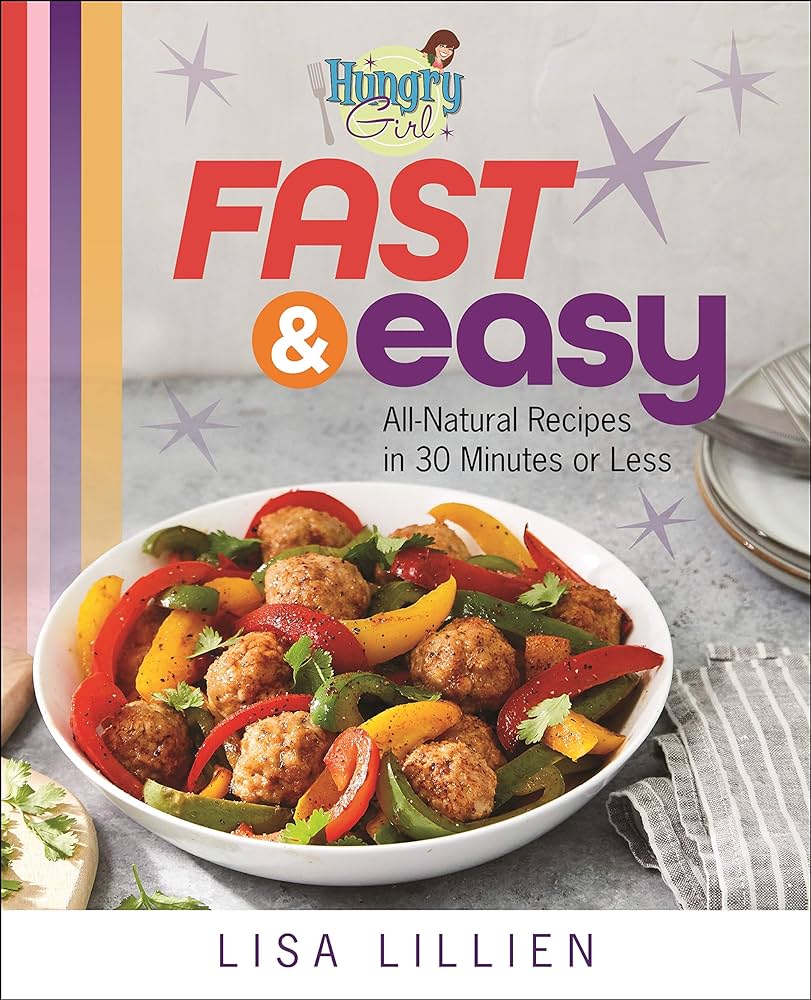 Hungry
Girl
FAST
& easy
All-Natural Recipes
in 30 Minutes or Less
LISA LILLIEN